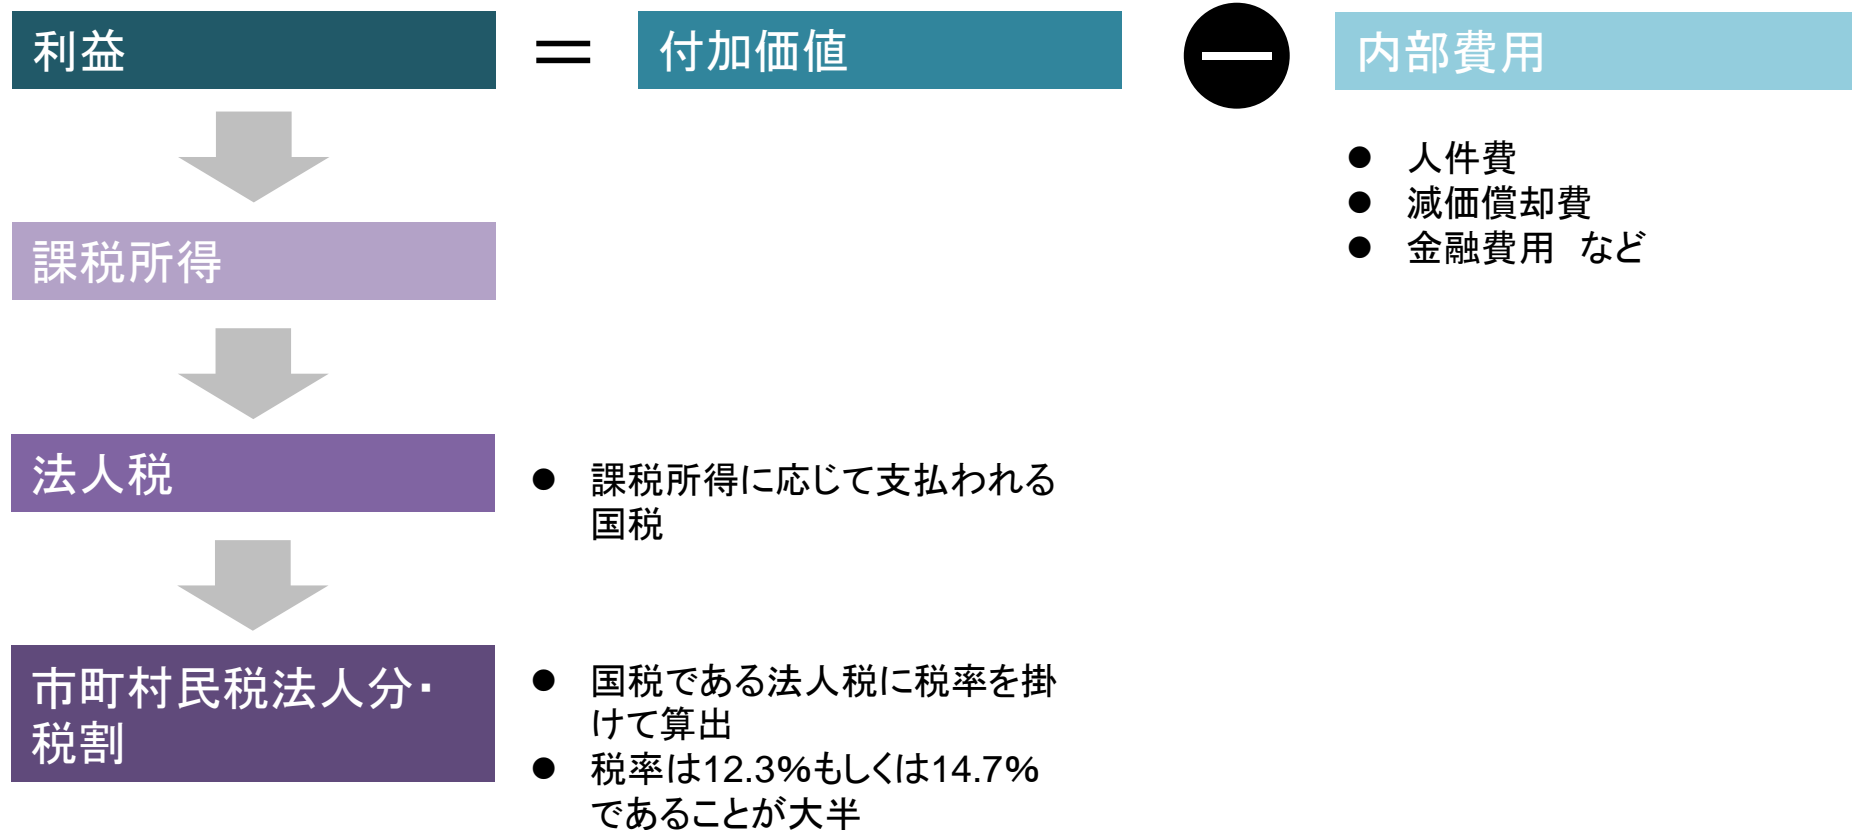 利益
＝
付加価値
－
内部費用
● 人件費
● 減価償却費
● 金融費用　など
課税所得
法人税
● 課税所得に応じて支払われる
国税
市町村民税法人分・
税割
● 国税である法人税に税率を掛
けて算出
● 税率は12.3%もしくは14.7%
であることが大半